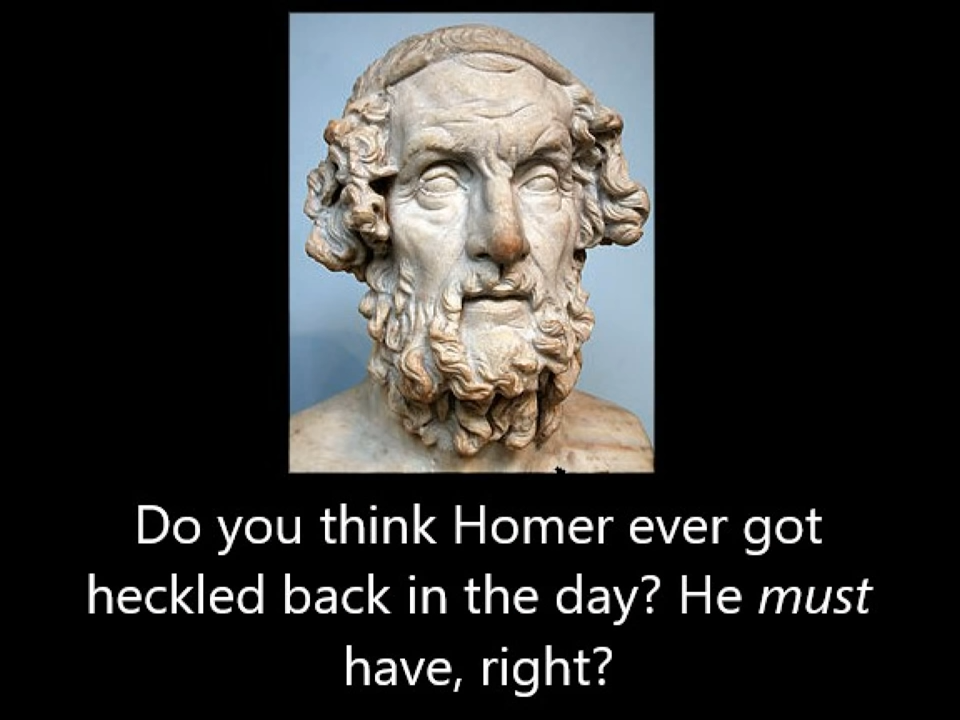 Do you think Homer ever got
heckled back in the day? He must
have, right?